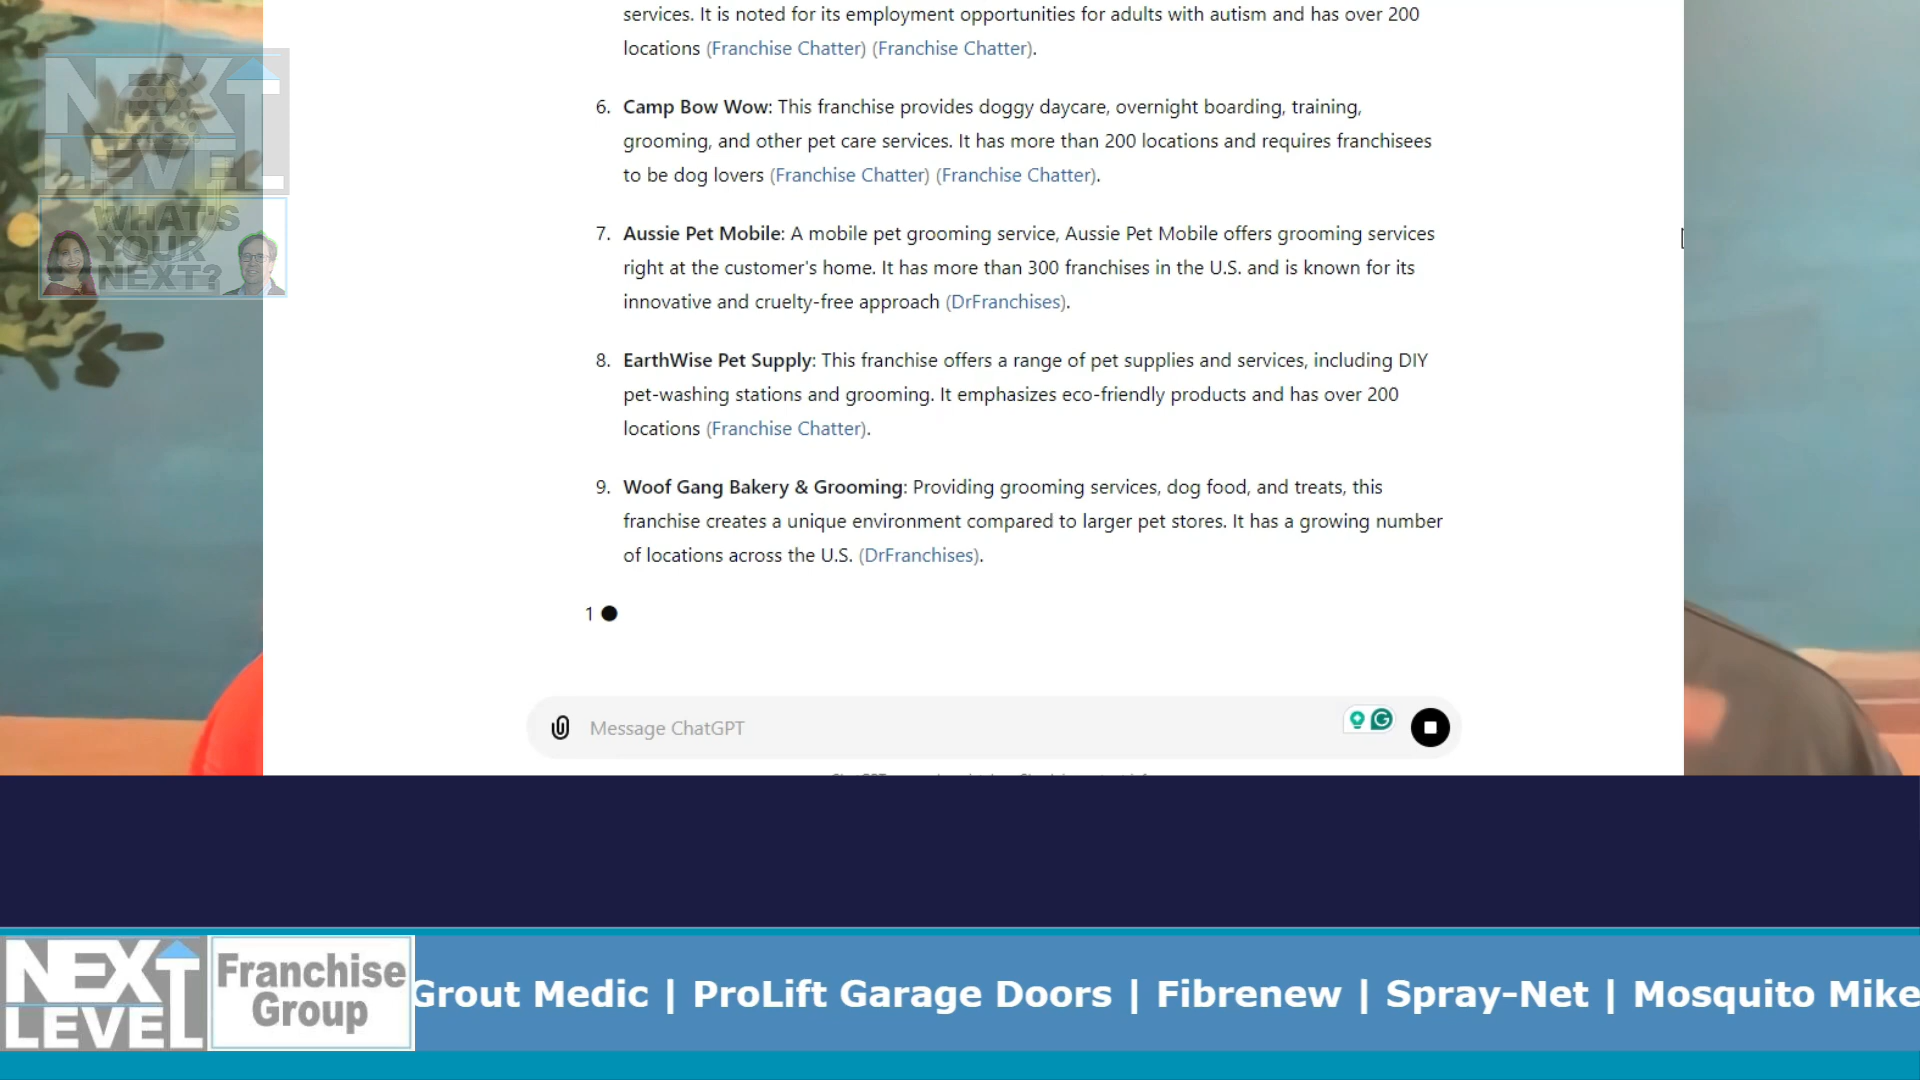 services. It is noted for its employment opportunities for adults with autism and has over 200
locations (Franchise Chatter) (Franchise Chatter).
6. Camp Bow Wow: This franchise provides doggy daycare, overnight boarding, training,
grooming, and other pet care services. It has more than 200 locations and requires franchisees
to be dog lovers (Franchise Chatter) (Franchise Chatter).
7. Aussie Pet Mobile: A mobile pet grooming service, Aussie Pet Mobile offers grooming services
right at the customer's home. It has more than 300 franchises in the U.S. and is known for its
innovative and cruelty-free approach (DrFranchises).
8. EarthWise Pet Supply: This franchise offers a range of pet supplies and services, including DIY
pet-washing stations and grooming. It emphasizes eco-friendly products and has over 200
locations (Franchise Chatter).
9. Woof Gang Bakery & Grooming: Providing grooming services, dog food, and treats, this
franchise creates a unique environment compared to larger pet stores. It has a growing number
of locations across the U.S. (DrFranchises).
1
Message ChatGPT
NEXT
LEVEL
WHAT'S
YOUR
NEXT?
NEXT
LEVEL
Franchise
Group
Grout Medic | ProLift Garage Doors | Fibrenew | Spray-Net | Mosquito Mike